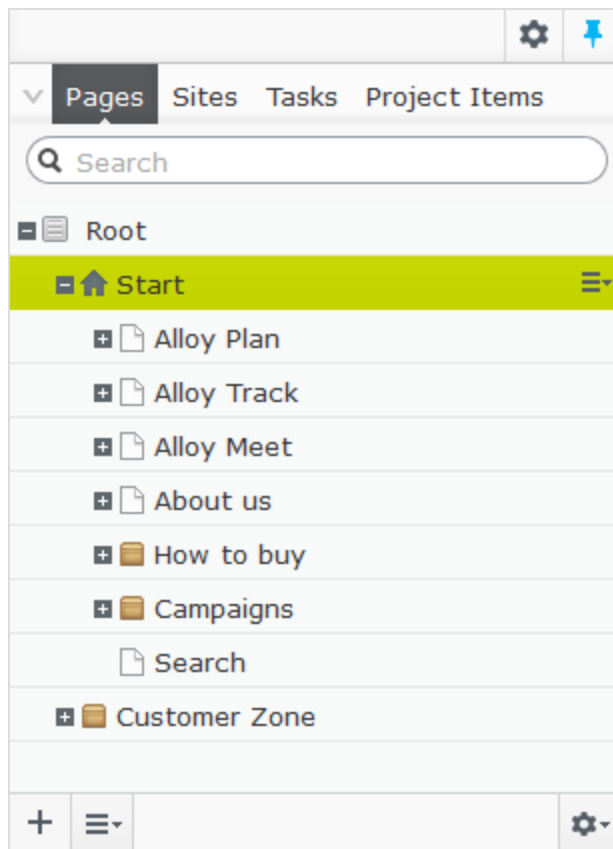 Pages Sites Tasks Project Items
Search
Root
Start
Alloy Plan
Alloy Track
Alloy Meet
About us
How to buy
Campaigns
Search
Customer Zone